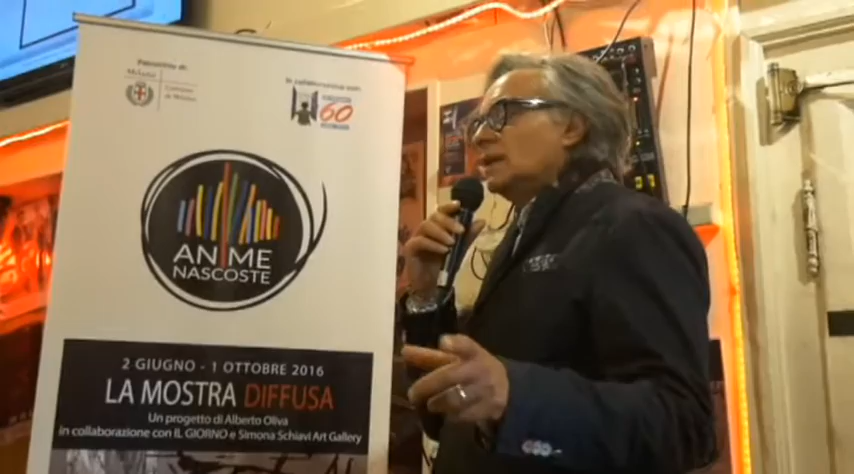 Patrocinio di:
Milano
Comune di Milano
In collaborazione con
60
ANIME
NASCOSTE
2 GIUGNO - 1 OTTOBRE 2016
LA MOSTRA DIFFUSA
Un progetto di ALBERTO OLIVA
in collaborazione con IL GIORNO e Simona Schiavi Art Gallery